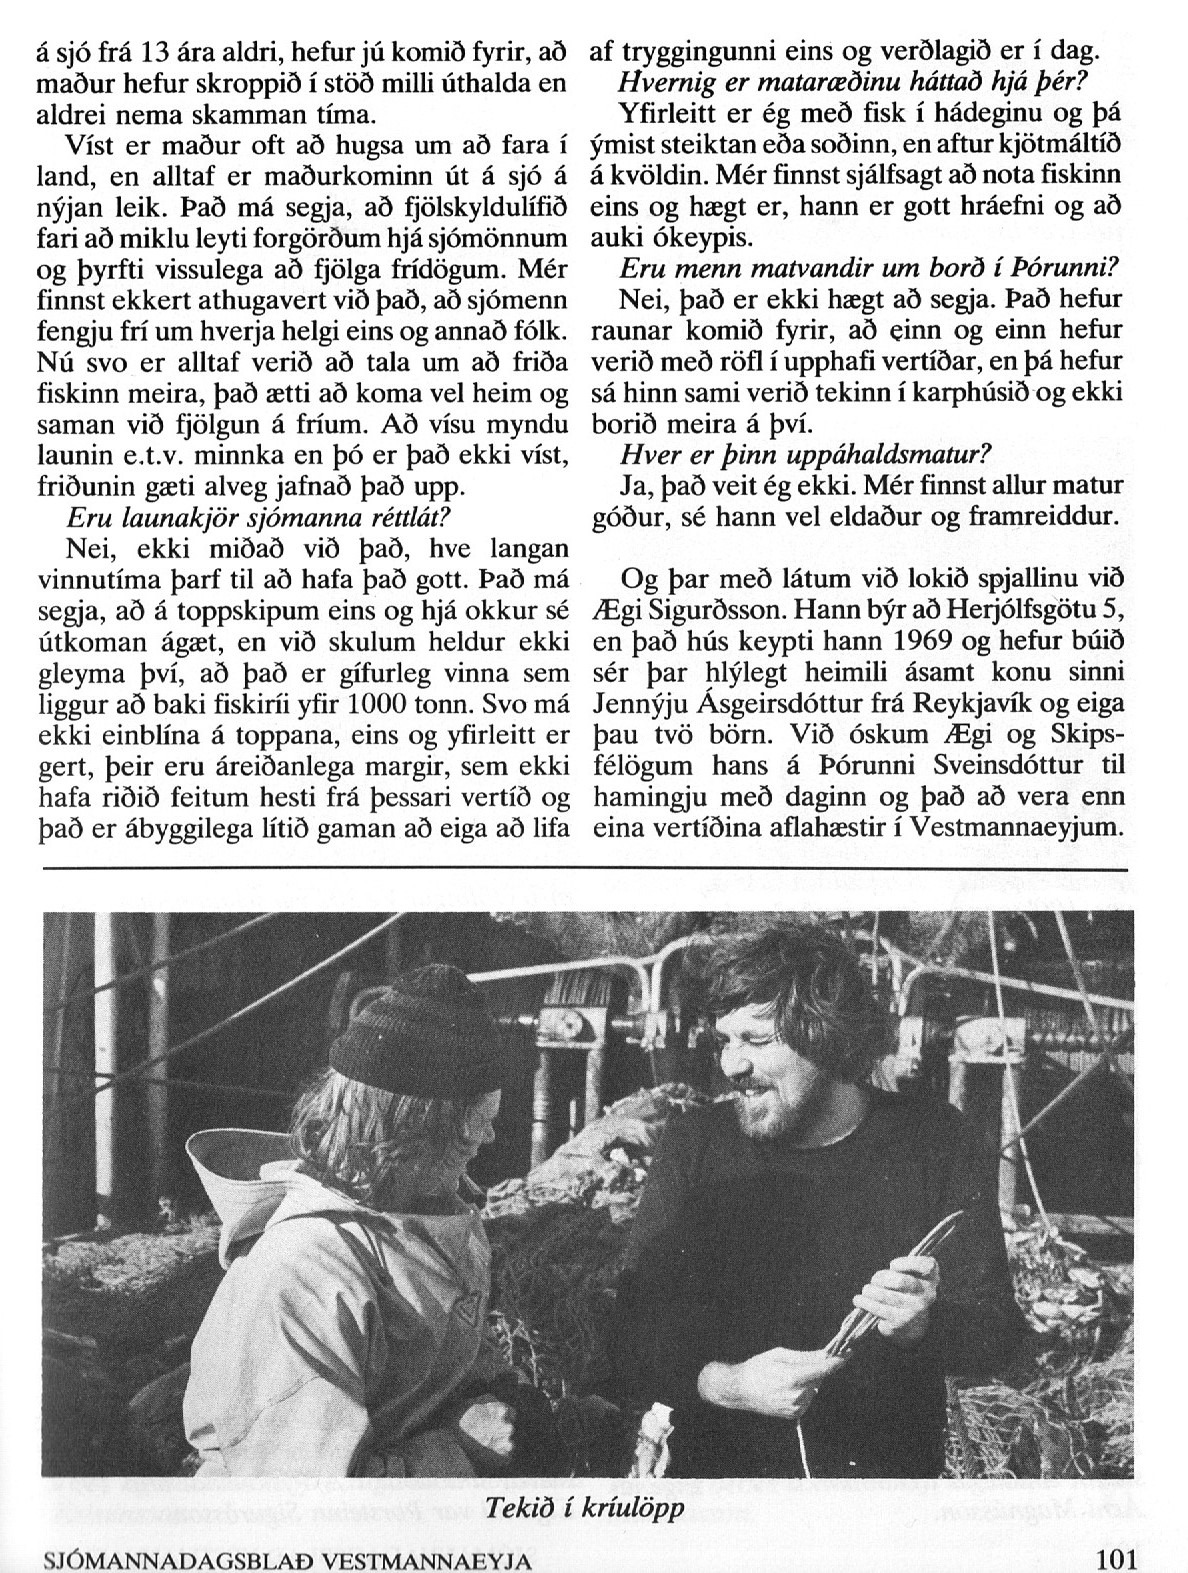 á sjó frá 13 ára aldri, hefur jú komið fyrir, að
maður hefur skroppið í stöð milli úthalda en
aldrei nema skamman tíma.
Víst er maður oft að hugsa um að fara í
land, en alltaf er maðurkominn út á sjó á
nýjan leik. Það má segja, að fjölskyldulífið
fari að miklu leyti forgörðum hjá sjómönnum
og þyrfti vissulega að fjölga frídögum. Mér
finnst ekkert athugavert við það, að sjómenn
fengju frí um hverja helgi eins og annað fólk.
Nú svo er alltaf verið að tala um að friða
fiskinn meira, það ætti að koma vel heim og
saman við fjölgun á fríum. Að vísu myndu
launin e.t.v. minnka en þó er það ekki víst,
friðunin gæti alveg jafnað það upp.
Eru launakjör sjómanna réttlát?
Nei, ekki miðað við það, hve langan
vinnutíma þarf til að hafa það gott. Það má
segja, að á toppskipum eins og hjá okkur sé
útkoman ágæt, en við skulum heldur ekki
gleyma því, að það er gífurleg vinna sem
liggur að baki fiskiríi yfir 1000 tonn. Svo má
ekki einblína á toppana, eins og yfirleitt er
gert, þeir eru áreiðanlega margir, sem ekki
hafa riðið feitum hesti frá þessari vertíð og
það er ábyggilega lítið gaman að eiga að lifa
af tryggingunni eins og verðlagið er í dag.
Hvernig er mataræðinu háttað hjá þér?
Yfirleitt er ég með fisk í hádeginu og þá
ýmist steiktan eða soðinn, en aftur kjötmáltíð
á kvöldin. Mér finnst sjálfsagt að nota fiskinn
eins og hægt er, hann er gott hráefni og að
auki ókeypis.
Eru menn matvandir um borð í Þórunni?
Nei, það er ekki hægt að segja. Það hefur
raunar komið fyrir, að einn og einn hefur
verið með röfl í upphafi vertíðar, en þá hefur
sá hinn sami verið tekinn í karphúsið og ekki
borið meira á því.
Hver er þinn uppáhaldsmatur?
Ja, það veit ég ekki. Mér finnst allur matur
góður, sé hann vel eldaður og framreiddur.
Og þar með látum við lokið spjallinu við
Ægi Sigurðsson. Hann býr að Herjólfsgötu 5,
en það hús keypti hann 1969 og hefur búið
sér þar hlýlegt heimili ásamt konu sinni
Jennýju Ásgeirsdóttur frá Reykjavík og eiga
þau tvö börn. Við óskum Ægi og Skips-
félögum hans á Þórunni Sveinsdóttur til
hamingju með daginn og það að vera enn
eina vertíðina aflahæstir í Vestmannaeyjum.
Tekið í kríulöpp
SJÓMANNADAGSBLAÐ VESTMANNAEYJA
101